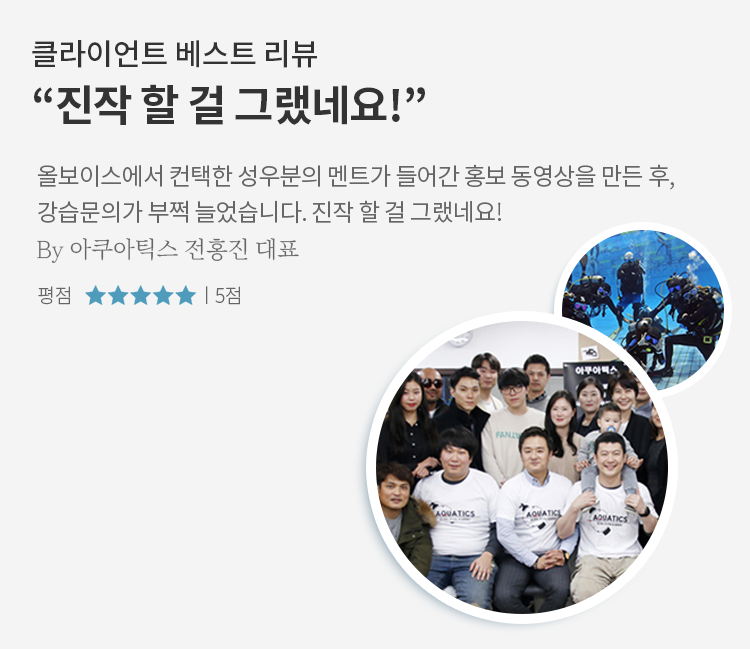 클라이언트 베스트 리뷰
“진작 할 걸 그랬네요!”
올보이스에서 컨택한 성우분의 멘트가 들어간 홍보 동영상을 만든 후,
강습문의가 부쩍 늘었습니다. 진작 할 걸 그랬네요!
By 아쿠아틱스 전홍진 대표
평점 ★★★★★ | 5점
아쿠아틱스
AQUATICS
AQUATICS
AQUATICS